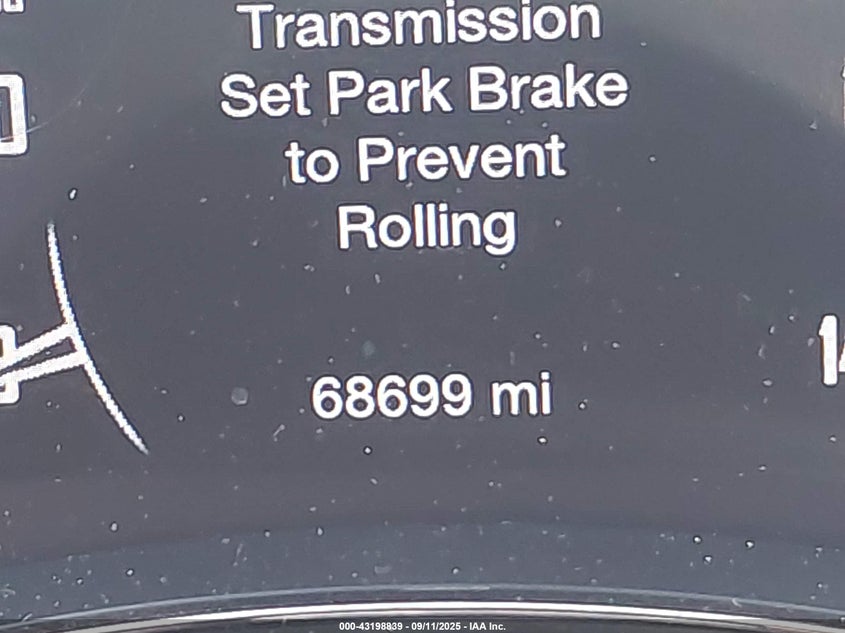 Transmission
Set Park Brake
to Prevent
Rolling
68699 mi
000-43198839 - 09/11/2025 - IAA Inc.